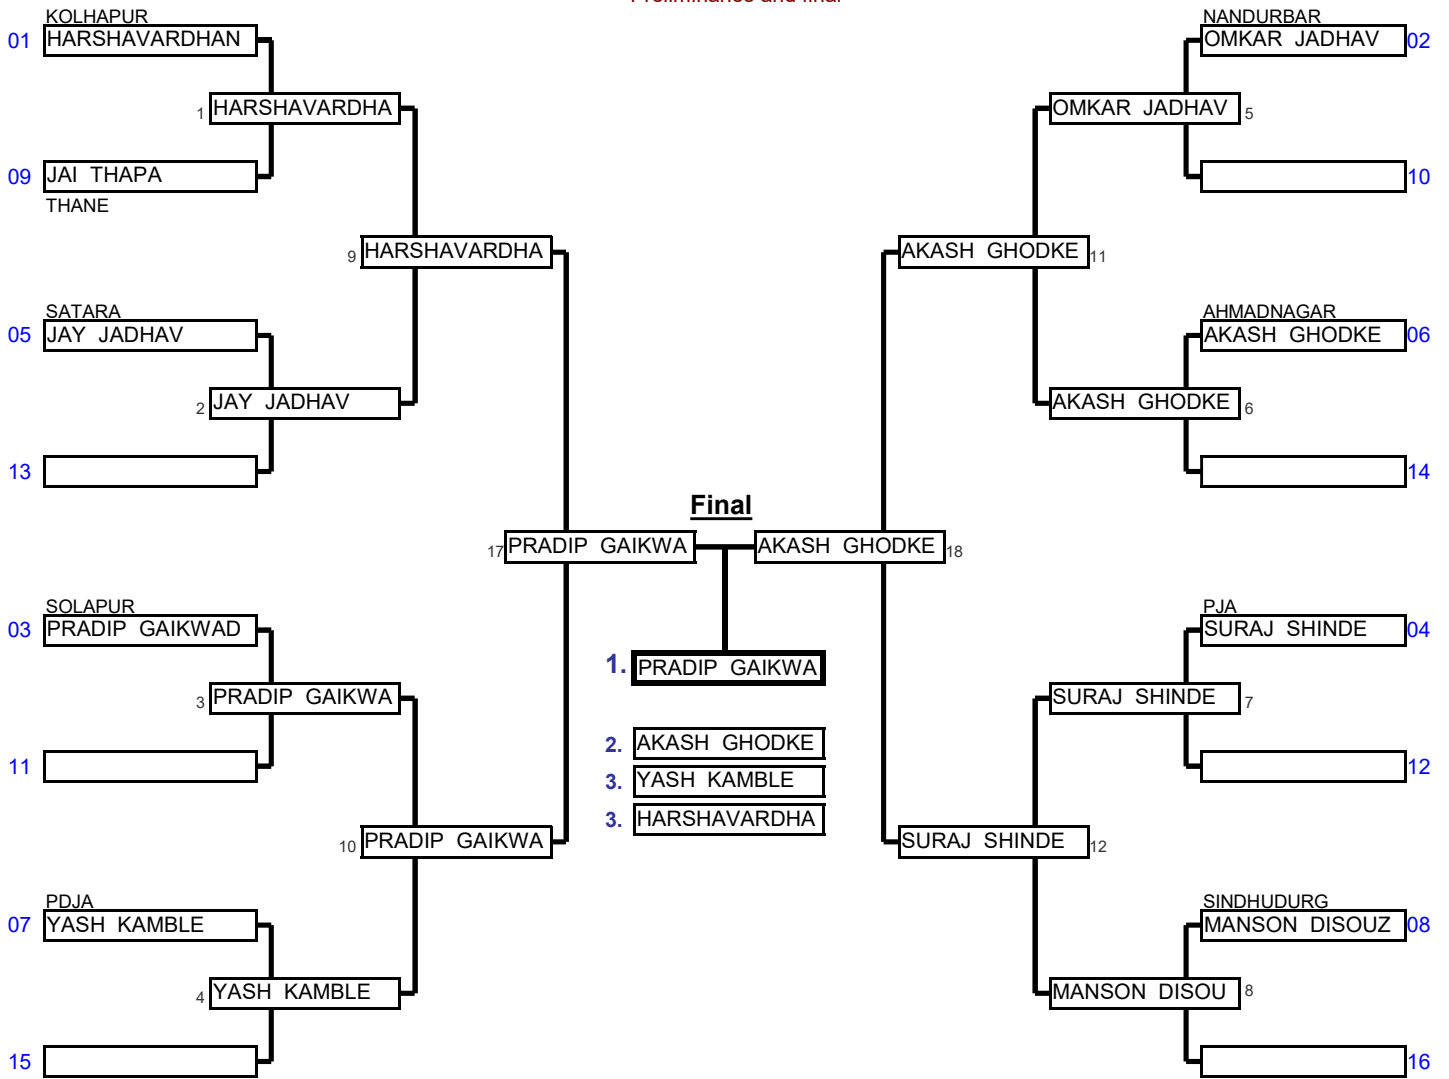 Preliminaries and final
KOLHAPUR
01 HARSHAVARDHAN
1 HARSHAVARDHA
09 JAI THAPA
THANE
9 HARSHAVARDHA
SATARA
05 JAY JADHAV
2 JAY JADHAV
13
17 PRADIP GAIKWA
SOLAPUR
03 PRADIP GAIKWAD
3 PRADIP GAIKWA
11
10 PRADIP GAIKWA
PDJA
07 YASH KAMBLE
4 YASH KAMBLE
15
Final
1. PRADIP GAIKWA
2. AKASH GHODKE
3. YASH KAMBLE
3. HARSHAVARDHA
NANDURBAR
OMKAR JADHAV 02
OMKAR JADHAV 5
10
AKASH GHODKE 11
AHMADNAGAR
AKASH GHODKE 06
AKASH GHODKE 6
14
AKASH GHODKE 18
PJA
SURAJ SHINDE 04
SURAJ SHINDE 7
12
SURAJ SHINDE 12
SINDHUDURG
MANSON DISOUZ 08
MANSON DISOU 8
16